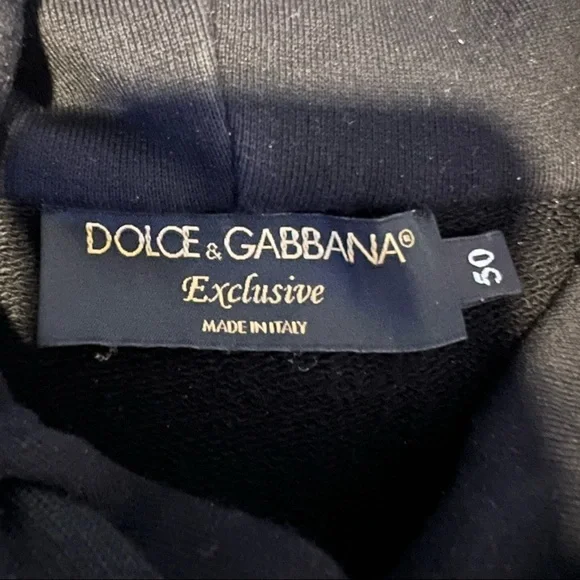 DOLCE & GABBANA®
Exclusive
MADE IN ITALY
50